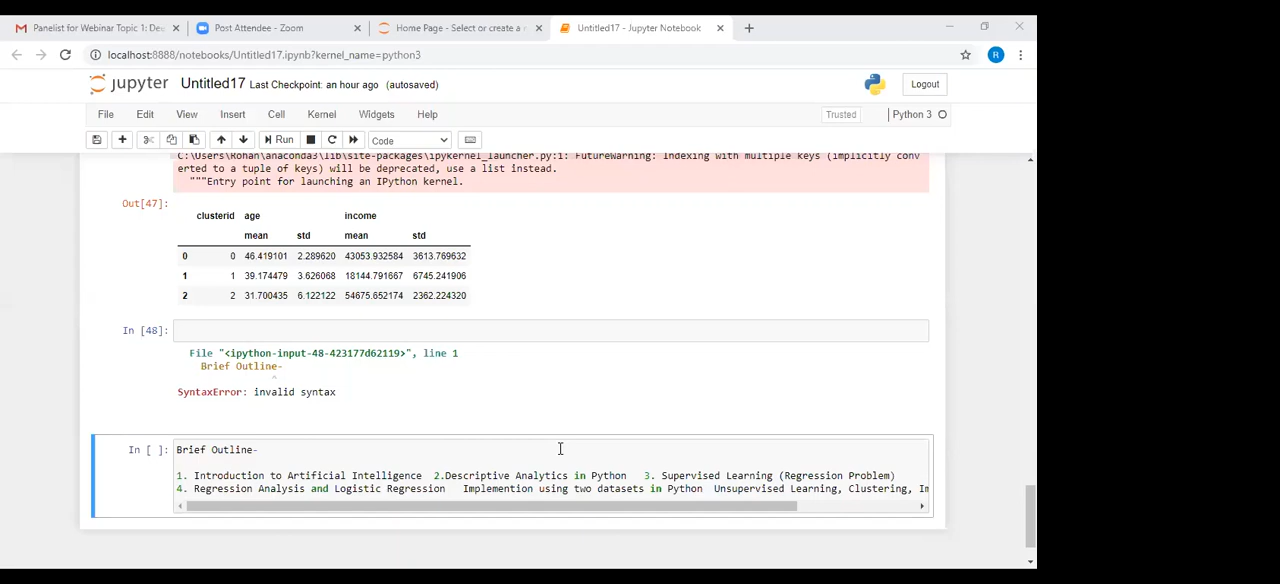 Panelist for Webinar Topic 1: De
Post Attendee - Zoom
Home Page - Select or create a n
Untitled17 - Jupyter Notebook
localhost:8888/notebooks/Untitled17.ipynb?kernel_name=python3
R
jupyter Untitled17 Last Checkpoint: an hour ago (autosaved)
Logout
File Edit View Insert Cell Kernel Widgets Help
Trusted
Python 3
Run
Code
C:\Users\Rohan\anaconda3\lib\site-packages\ipykernel_launcher.py:1: FutureWarning: Indexing with multiple keys (implicitly conv
erted to a tuple of keys) will be deprecated, use a list instead.
"""Entry point for launching an IPython kernel.
Out[47]:
clusterid age income
mean std mean std
0 0 46.419101 2.289620 43053.932584 3613.769632
1 1 39.174479 3.626068 18144.791667 6745.241906
2 2 31.700435 6.122122 54675.652174 2362.224320
In [48]:
File "<ipython-input-48-423177d62119>", line 1
Brief Outline-
^
SyntaxError: invalid syntax
In [ ]: Brief Outline-
1. Introduction to Artificial Intelligence 2.Descriptive Analytics in Python 3. Supervised Learning (Regression Problem)
4. Regression Analysis and Logistic Regression Implemention using two datasets in Python Unsupervised Learning, Clustering, Im